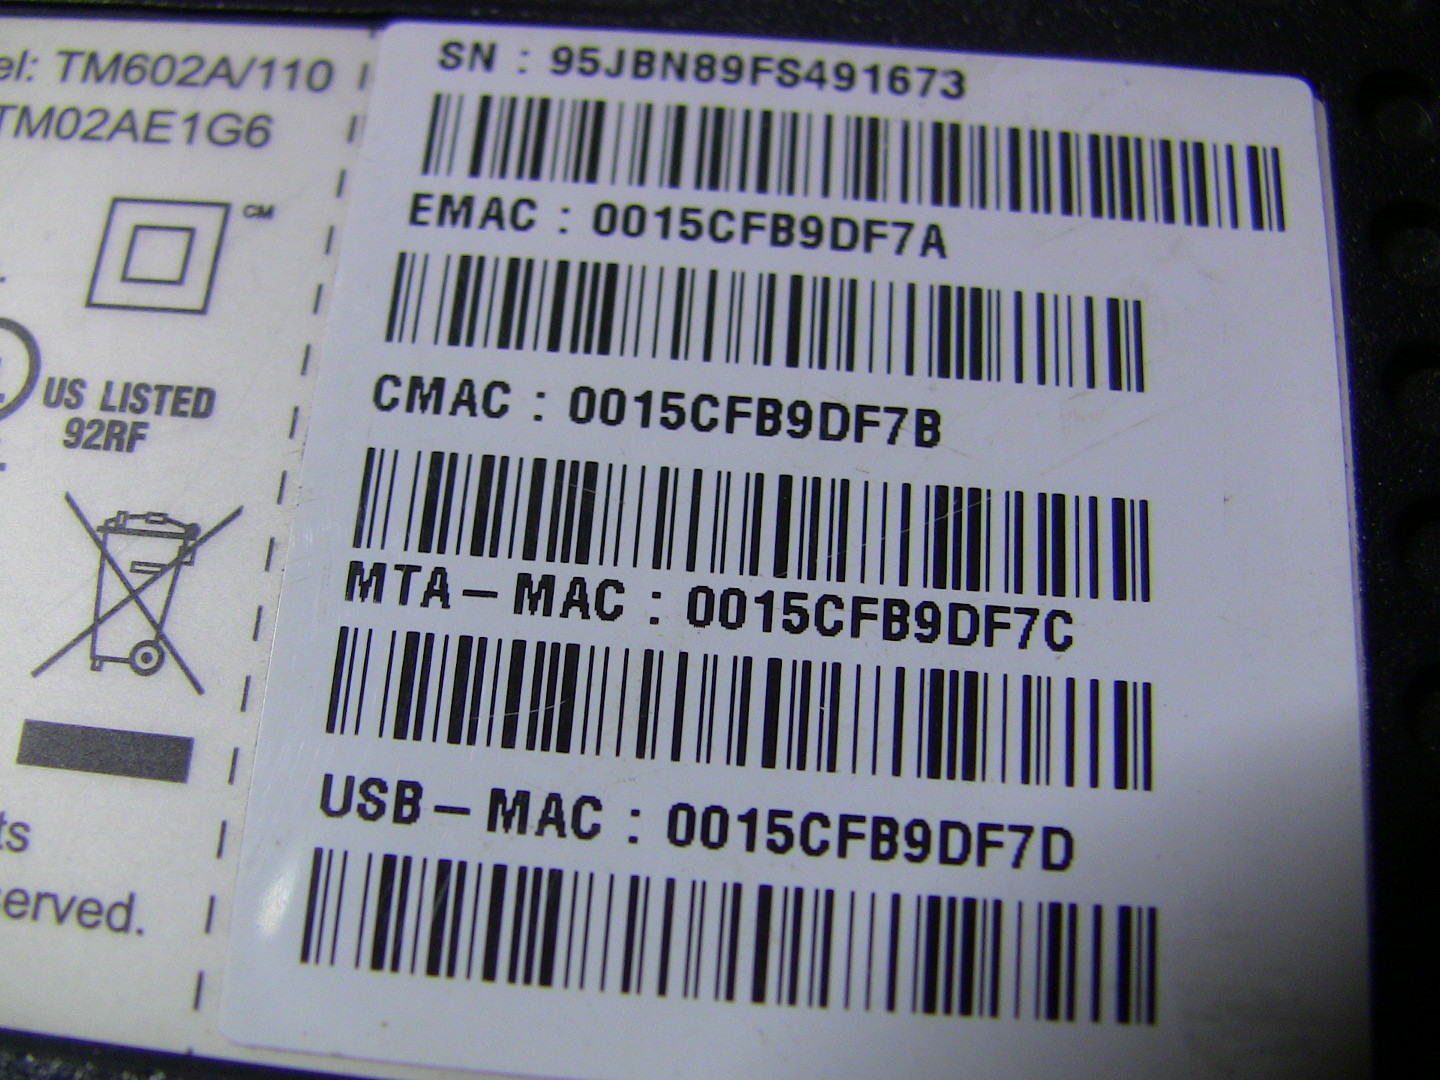 el: TM602A/110
TM02AE1G6
CM
US LISTED
92RF
ts
erved.
SN : 95JBN89FS491673
EMAC : 0015CFB9DF7A
CMAC : 0015CFB9DF7B
MTA-MAC : 0015CFB9DF7C
USB-MAC : 0015CFB9DF7D